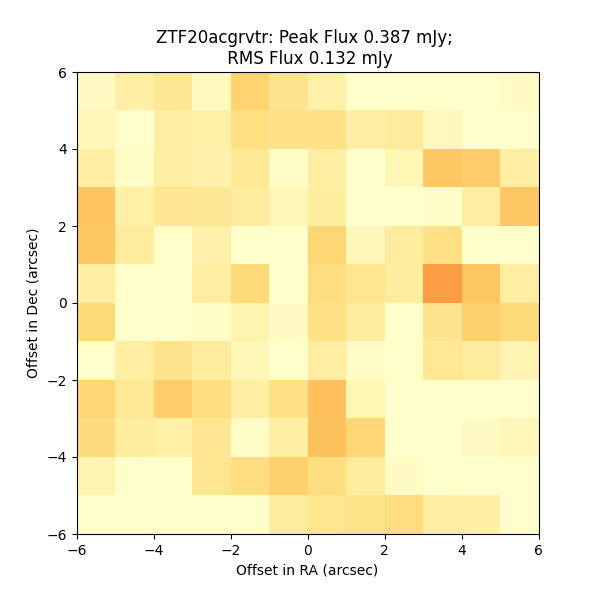 ZTF20acgrvtr: Peak Flux 0.387 mJy;
RMS Flux 0.132 mJy
6
4
2
0
−2
−4
−6
Offset in Dec (arcsec)
−6 −4 −2 0 2 4 6
Offset in RA (arcsec)